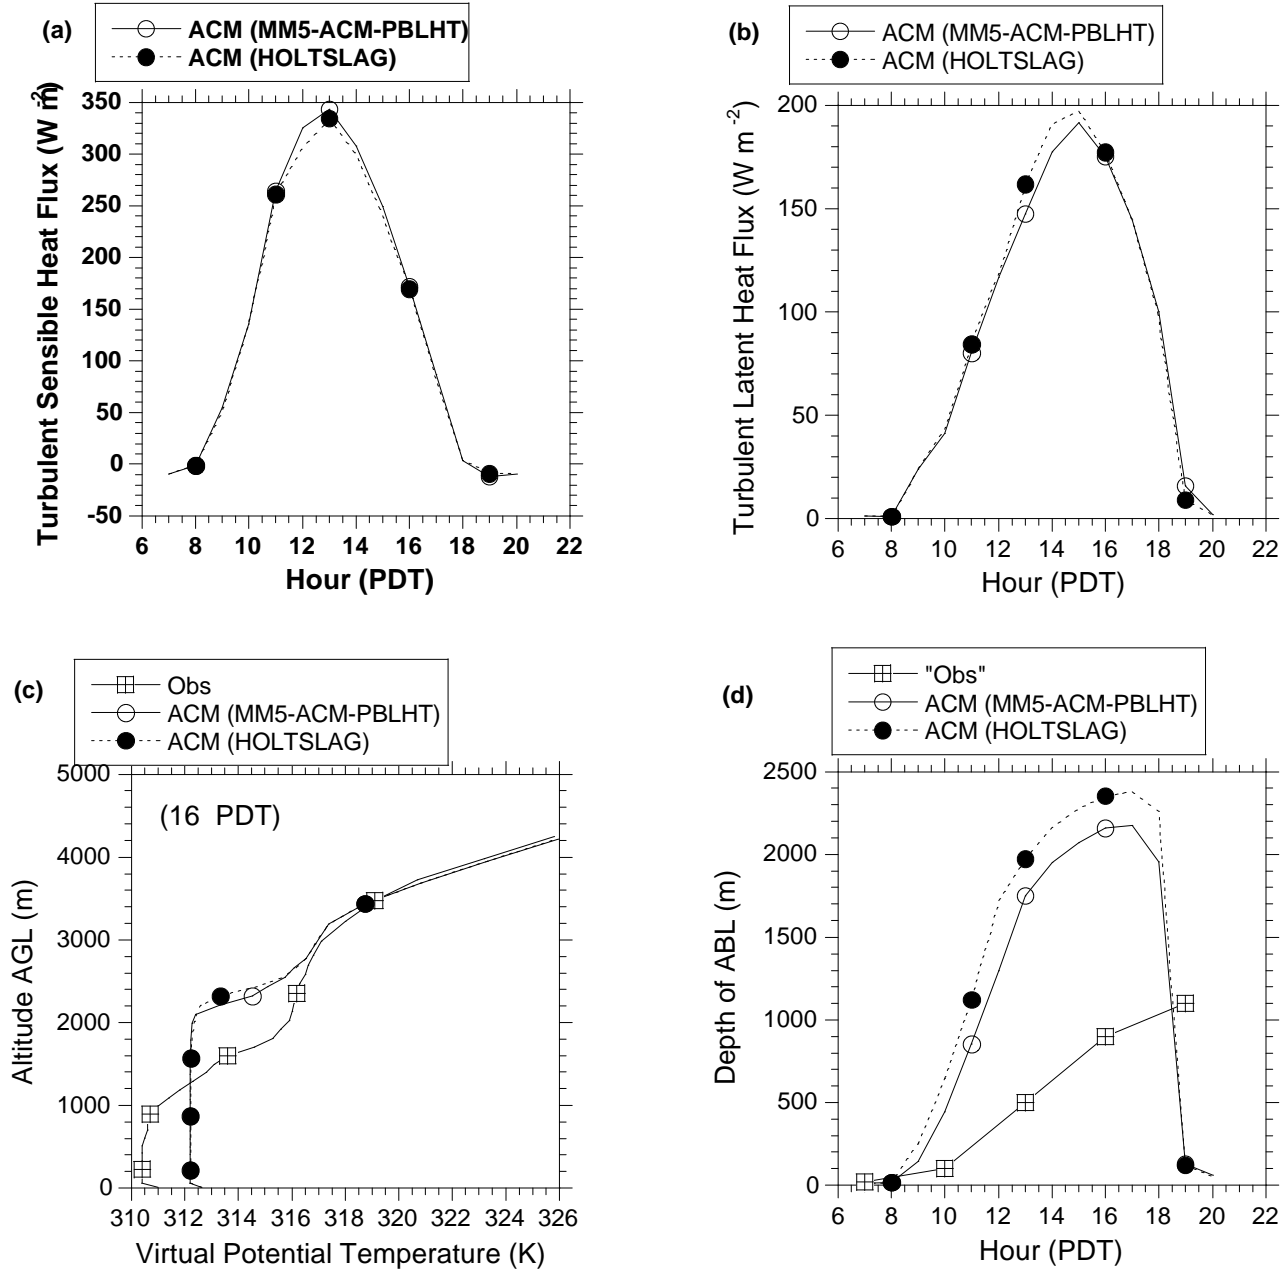 (a)
ACM (MM5-ACM-PBLHT)
ACM (HOLTSLAG)
Turbulent Sensible Heat Flux (W m-2)
350
300
250
200
150
100
50
0
-50
6 8 10 12 14 16 18 20 22
Hour (PDT)
(b)
ACM (MM5-ACM-PBLHT)
ACM (HOLTSLAG)
Turbulent Latent Heat Flux (W m-2)
200
150
100
50
0
6 8 10 12 14 16 18 20 22
Hour (PDT)
(c)
Obs
ACM (MM5-ACM-PBLHT)
ACM (HOLTSLAG)
(16 PDT)
Altitude AGL (m)
5000
4000
3000
2000
1000
0
310 312 314 316 318 320 322 324 326
Virtual Potential Temperature (K)
(d)
"Obs"
ACM (MM5-ACM-PBLHT)
ACM (HOLTSLAG)
Depth of ABL (m)
2500
2000
1500
1000
500
0
6 8 10 12 14 16 18 20 22
Hour (PDT)